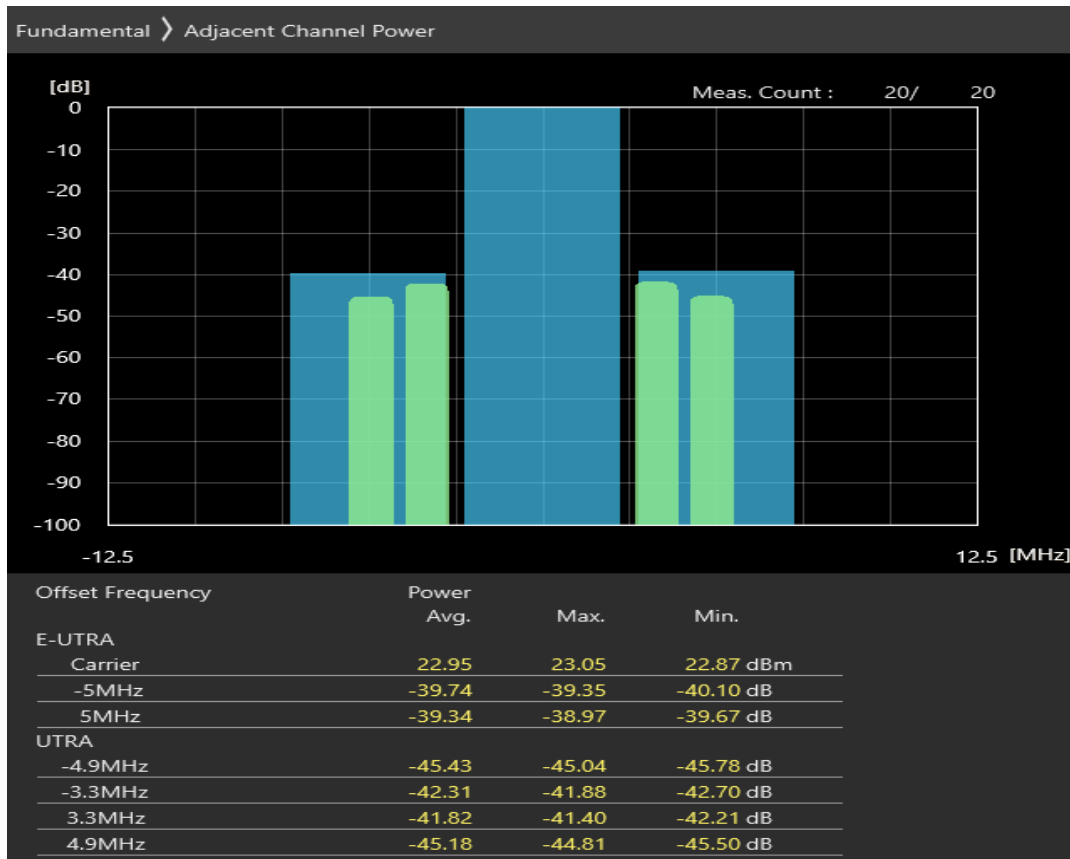 Fundamental ❯ Adjacent Channel Power
[dB]
Meas. Count : 20/ 20
0
-10
-20
-30
-40
-50
-60
-70
-80
-90
-100
-12.5 12.5 [MHz]
Offset Frequency Power
Avg. Max. Min.
E-UTRA
Carrier 22.95 23.05 22.87 dBm
-5MHz -39.74 -39.35 -40.10 dB
5MHz -39.34 -38.97 -39.67 dB
UTRA
-4.9MHz -45.43 -45.04 -45.78 dB
-3.3MHz -42.31 -41.88 -42.70 dB
3.3MHz -41.82 -41.40 -42.21 dB
4.9MHz -45.18 -44.81 -45.50 dB